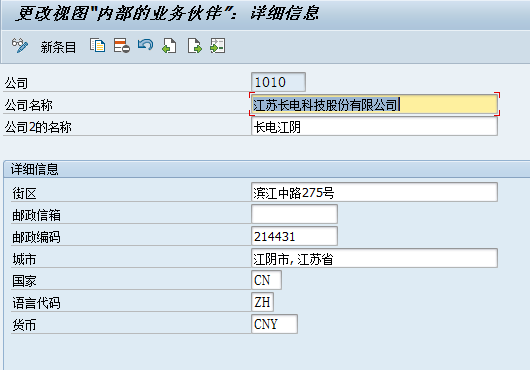 更改视图"内部的业务伙伴": 详细信息
新条目
公司 1010
公司名称 江苏长电科技股份有限公司
公司2的名称 长电江阴
详细信息
街区 滨江中路275号
邮政信箱
邮政编码 214431
城市 江阴市,江苏省
国家 CN
语言代码 ZH
货币 CNY